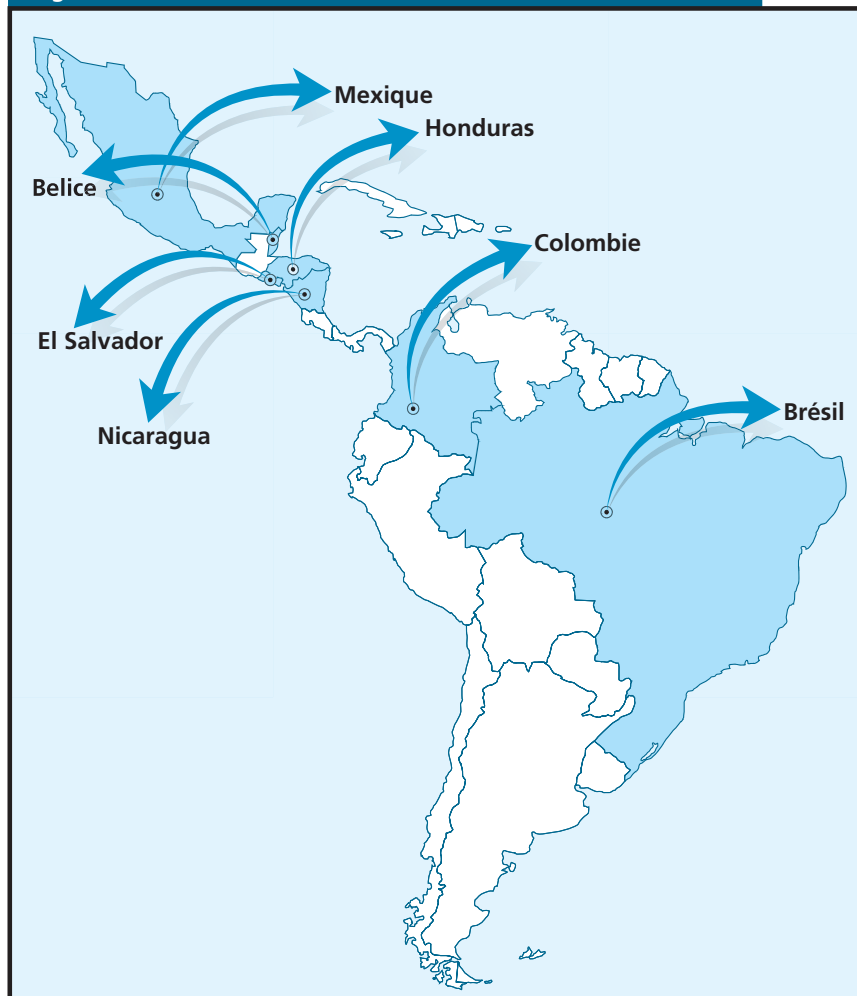 Mexique
Honduras
Belice
Colombie
El Salvador
Brésil
Nicaragua